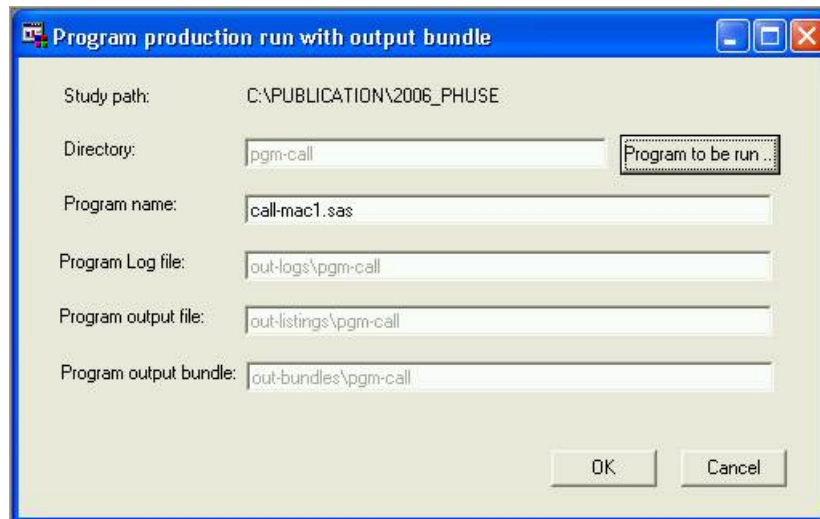 Program production run with output bundle
Study path: C:\PUBLICATION\2006_PHUSE
Directory: pgm-call Program to be run ..
Program name: call-mac1.sas
Program Log file: out-logs\pgm-call
Program output file: out-listings\pgm-call
Program output bundle: out-bundles\pgm-call
OK Cancel